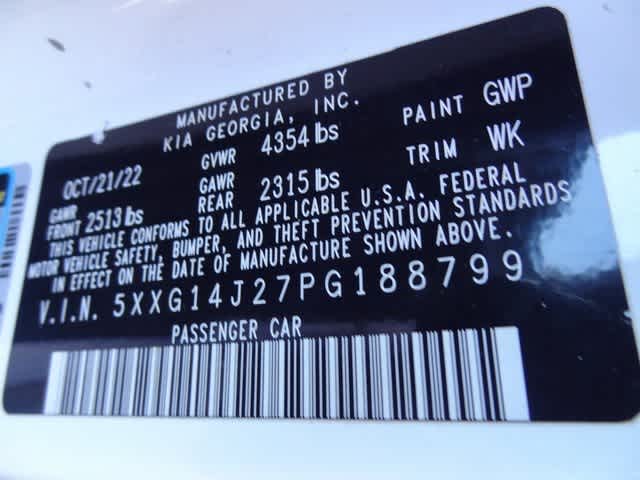 MANUFACTURED BY
KIA GEORGIA, INC.
OCT/21/22 GVWR 4354 lbs PAINT GWP
GAWR FRONT 2513 lbs GAWR REAR 2315 lbs TRIM WK
THIS VEHICLE CONFORMS TO ALL APPLICABLE U.S.A. FEDERAL
MOTOR VEHICLE SAFETY, BUMPER, AND THEFT PREVENTION STANDARDS
IN EFFECT ON THE DATE OF MANUFACTURE SHOWN ABOVE.
V.I.N. 5XXG14J27PG188799
PASSENGER CAR